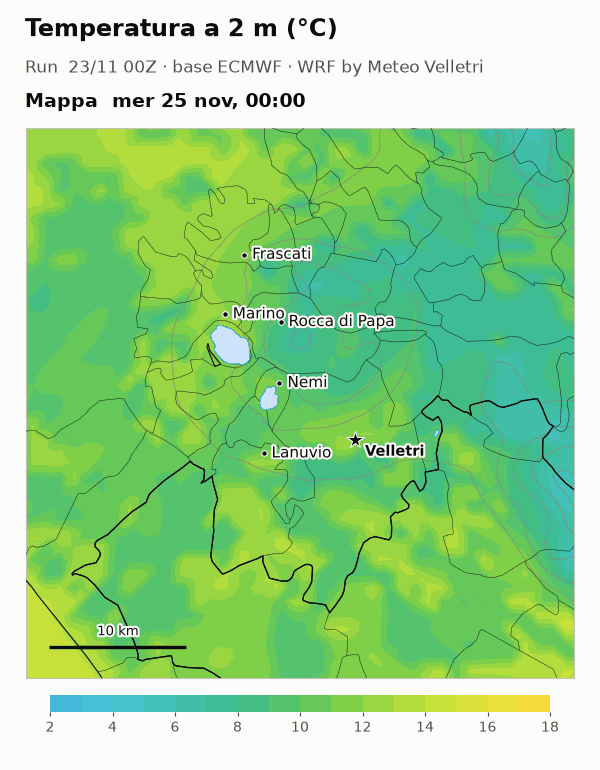 Temperatura a 2 m (°C)
Run 23/11 00Z · base ECMWF · WRF by Meteo Velletri
Mappa mer 25 nov, 00:00
Frascati
Marino
Rocca di Papa
Nemi
Velletri
Lanuvio
10 km
2 4 6 8 10 12 14 16 18